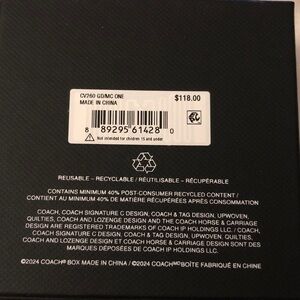 CV760 GD/MC ONE
MADE IN CHINA
$118.00
8 89295 61428 0
Not intended for children 15 and under
REUSABLE – RECYCLABLE / RÉUTILISABLE – RÉCUPÉRABLE
CONTAINS MINIMUM 40% POST-CONSUMER RECYCLED CONTENT /
CONTIENT AU MINIMUM 40% DE MATIÈRE RÉCUPÉRÉES APRÈS CONSOMMATION
COACH, COACH SIGNATURE C DESIGN, COACH & TAG DESIGN, UPWOVEN,
QUILTIES, COACH AND LOZENGE DESIGN AND THE COACH HORSE & CARRIAGE
DESIGN ARE REGISTERED TRADEMARKS OF COACH IP HOLDINGS LLC. / COACH,
COACH SIGNATURE C DESIGN, COACH & TAG DESIGN, UPWOVEN, QUILTIES,
COACH AND LOZENGE DESIGN ET COACH HORSE & CARRIAGE DESIGN SONT DES
MARQUES DÉPOSÉES DE COACH IP HOLDINGS LLC.
©2024 COACH® BOX MADE IN CHINA / ©2024 COACHMD BOÎTE FABRIQUÉ EN CHINE